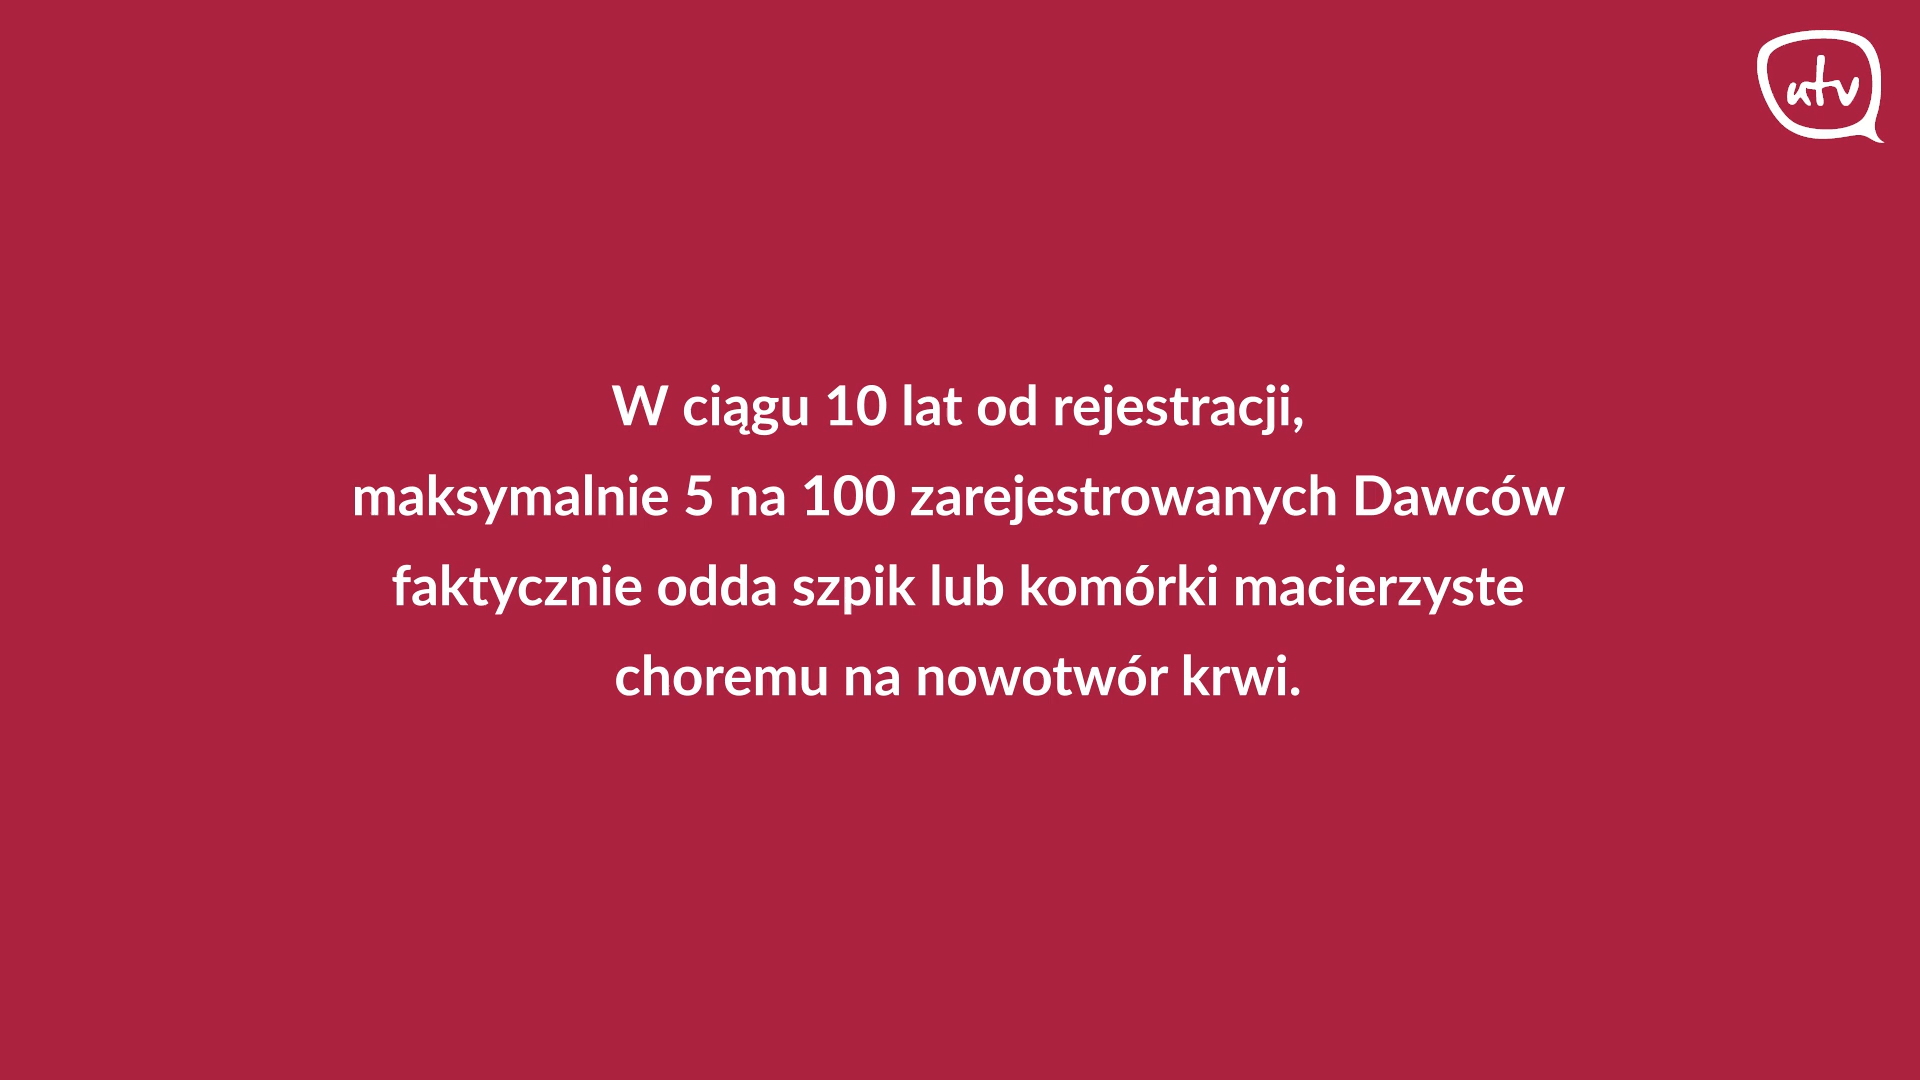 utv
W ciągu 10 lat od rejestracji,
maksymalnie 5 na 100 zarejestrowanych Dawców
faktycznie odda szpik lub komórki macierzyste
choremu na nowotwór krwi.